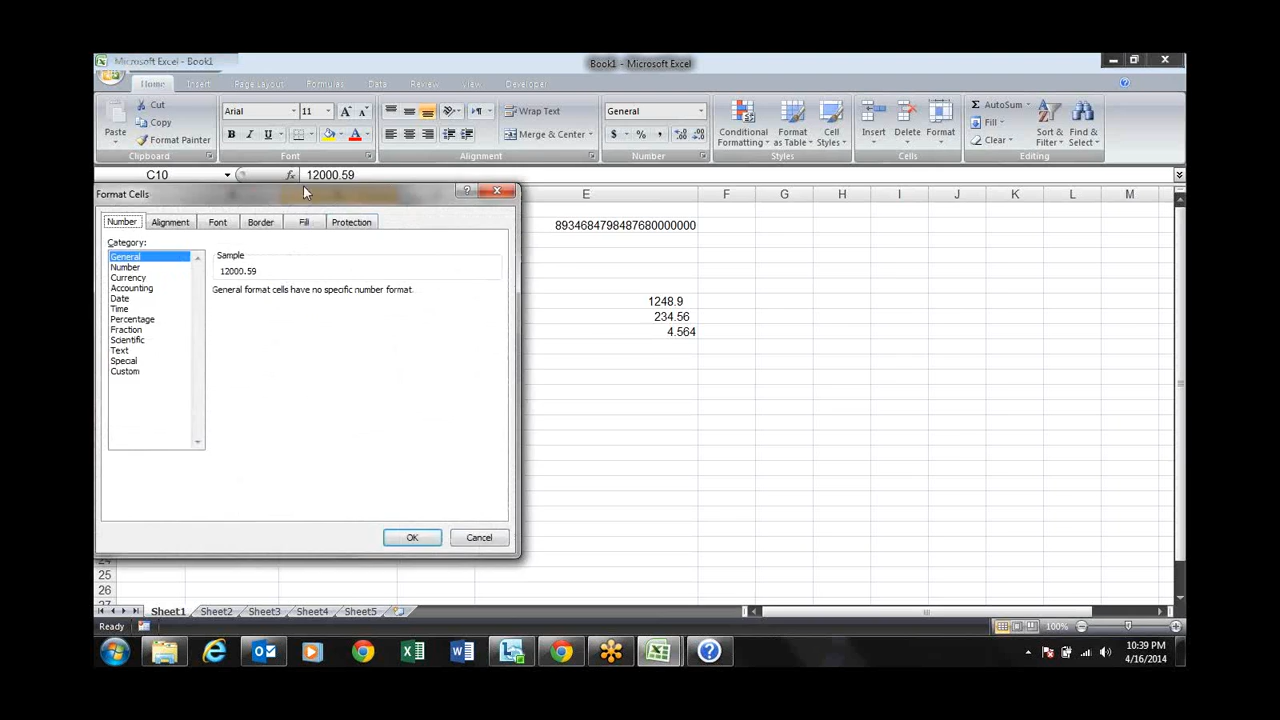 Microsoft Excel - Book1
Book1 - Microsoft Excel
Home Insert Page Layout Formulas Data Review View Developer
Paste
Cut
Copy
Format Painter
Clipboard
Arial 11
B I U
Font
Wrap Text
Merge & Center
Alignment
General
$ % ,
Number
Conditional Formatting
Format as Table
Cell Styles
Styles
Insert
Delete
Format
Cells
AutoSum
Fill
Clear
Sort & Filter
Find & Select
Editing
C10 fx 12000.59
E F G H I J K L M
Format Cells
Number Alignment Font Border Fill Protection
Category:
General
Number
Currency
Accounting
Date
Time
Percentage
Fraction
Scientific
Text
Special
Custom
Sample
12000.59
General format cells have no specific number format.
OK Cancel
8934684798487680000000
1248.9
234.56
4.564
24
25
26
27
Sheet1 Sheet2 Sheet3 Sheet4 Sheet5
Ready
100%
10:39 PM
4/16/2014